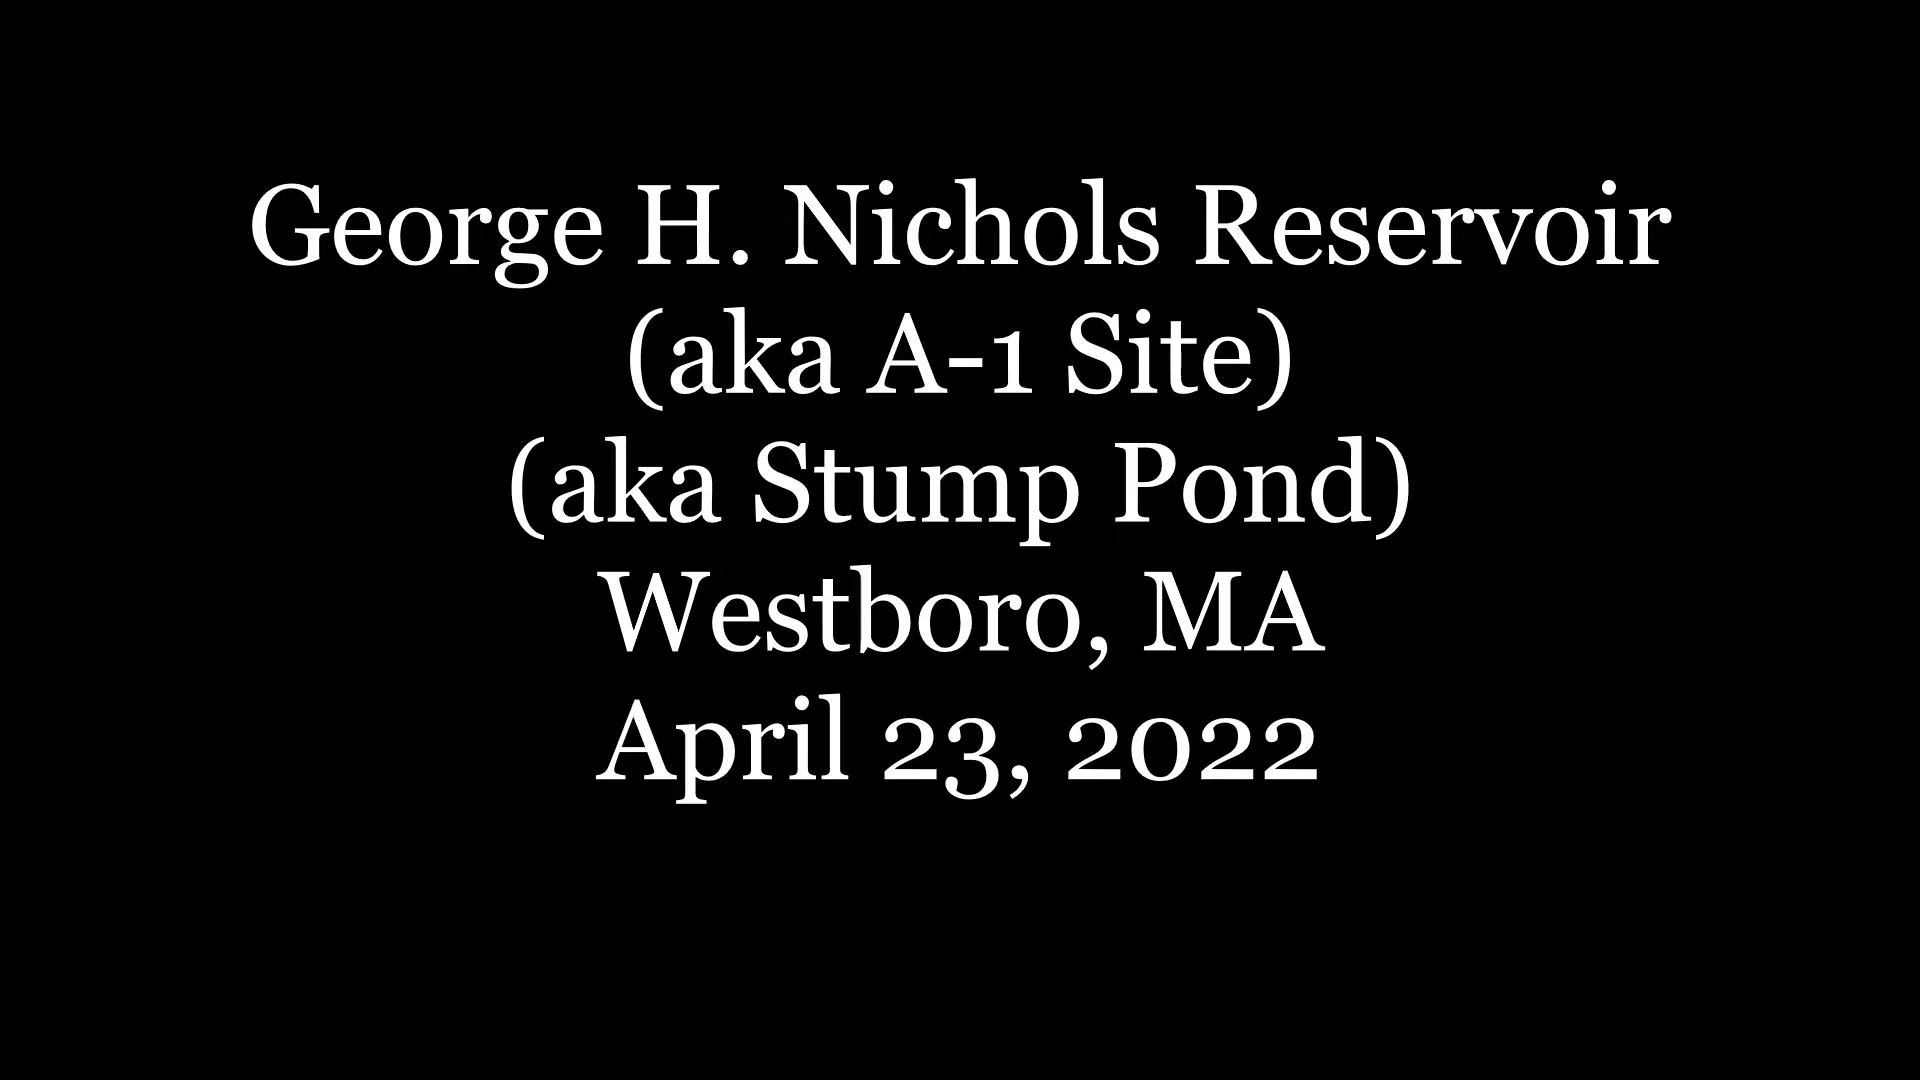 George H. Nichols Reservoir
(aka A-1 Site)
(aka Stump Pond)
Westboro, MA
April 23, 2022